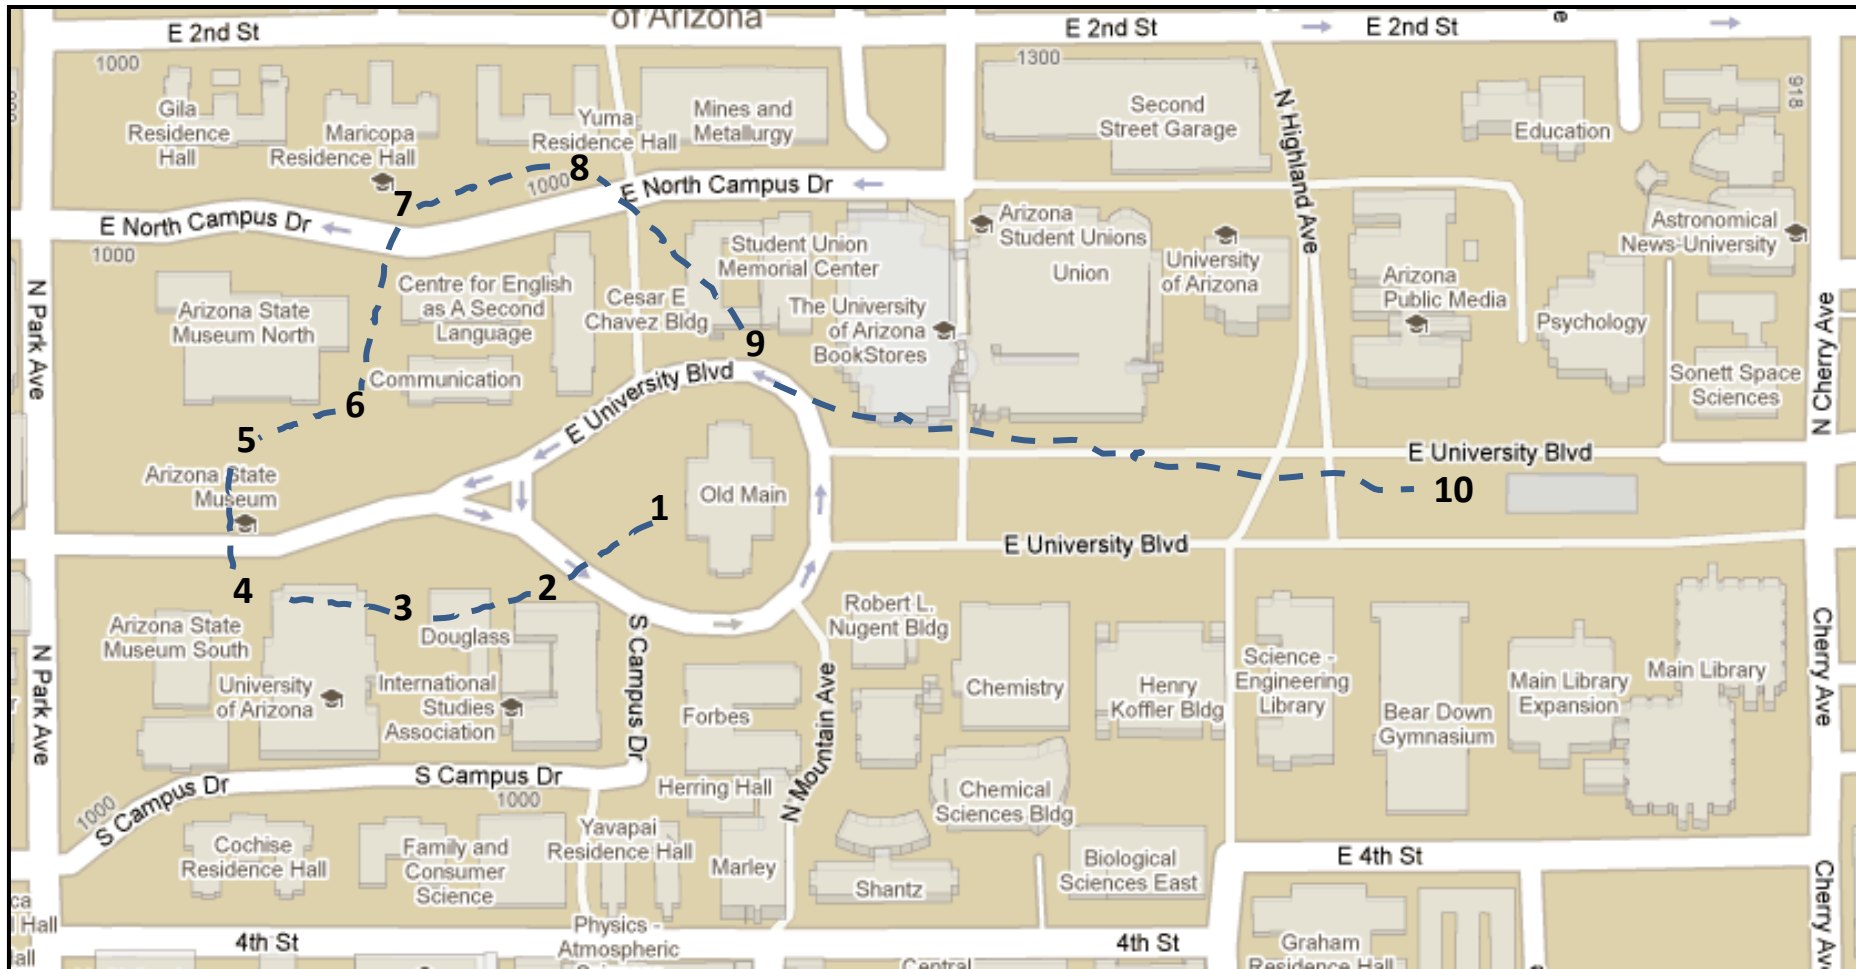 of Arizona
E 2nd St
E 2nd St
E 2nd St
1000
1300
918
Gila
Residence
Hall
Maricopa
Residence Hall
Yuma
Residence Hall
Mines and
Metallurgy
Second
Street Garage
N Highland Ave
Education
7
8
1000
E North Campus Dr
E North Campus Dr
1000
Arizona
Student Unions
Union
University
of Arizona
Astronomical
News-University
Student Union
Memorial Center
The University
of Arizona
BookStores
Arizona
Public Media
Psychology
N Park Ave
Arizona State
Museum North
Centre for English
as A Second
Language
Cesar E
Chavez Bldg
9
Communication
E University Blvd
Sonett Space
Sciences
N Cherry Ave
6
5
Arizona State
Museum
Old Main
1
E University Blvd
10
E University Blvd
4
3
2
Arizona State
Museum South
Douglass
S Campus Dr
Robert L.
Nugent Bldg
University
of Arizona
International
Studies
Association
Forbes
N Mountain Ave
Chemistry
Henry
Koffler Bldg
Science -
Engineering
Library
Bear Down
Gymnasium
Main Library
Expansion
Main Library
Cherry Ave
N Park Ave
S Campus Dr
1000
S Campus Dr
1000
Herring Hall
Chemical
Sciences Bldg
Cochise
Residence Hall
Family and
Consumer
Science
Yavapai
Residence Hall
Marley
Shantz
Biological
Sciences East
E 4th St
Cherry Ave
Hall
4th St
Physics -
Atmospheric
4th St
Central
Graham
Residence Hall